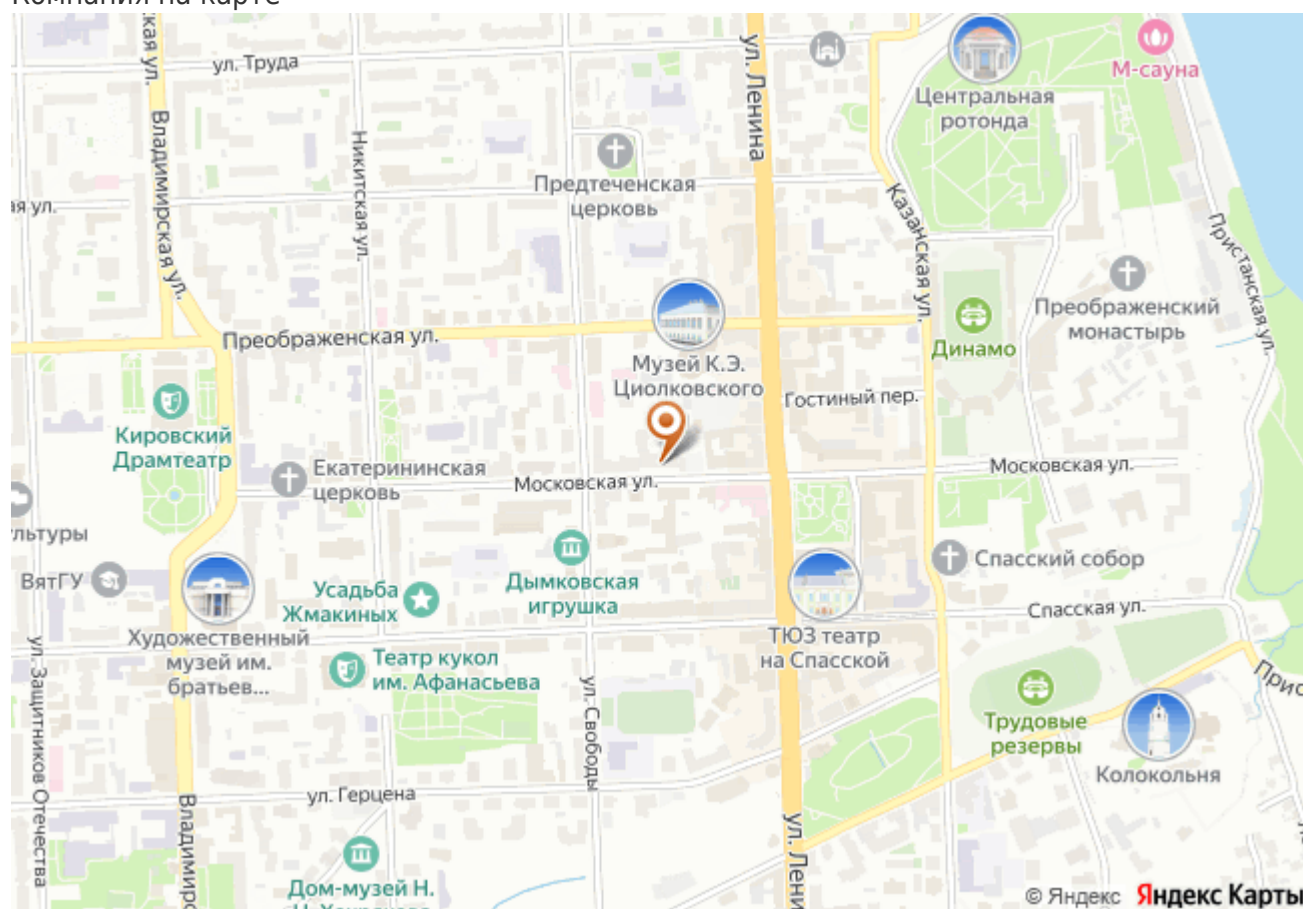 Компания на карте
ул. Труда
Владимирская ул.
Никитская ул.
ул. Ленина
М-сауна
Центральная
ротонда
Предтеченская
церковь
Казанская ул.
Пристанская ул.
Преображенский
монастырь
Преображенская ул.
Динамо
Музей К.Э.
Циолковского
Гостиный пер.
Кировский
Драмтеатр
Екатерининская
церковь
Московская ул.
Московская ул.
ВятГУ
Усадьба
Жмакиных
Дымковская
игрушка
Спасский собор
Спасская ул.
Художественный
музей им.
братьев...
ТЮЗ театр
на Спасской
Театр кукол
им. Афанасьева
ул. Защитников Отечества
ул. Свободы
Трудовые
резервы
Колокольня
ул. Герцена
Дом-музей Н.
© Яндекс Яндекс Карты